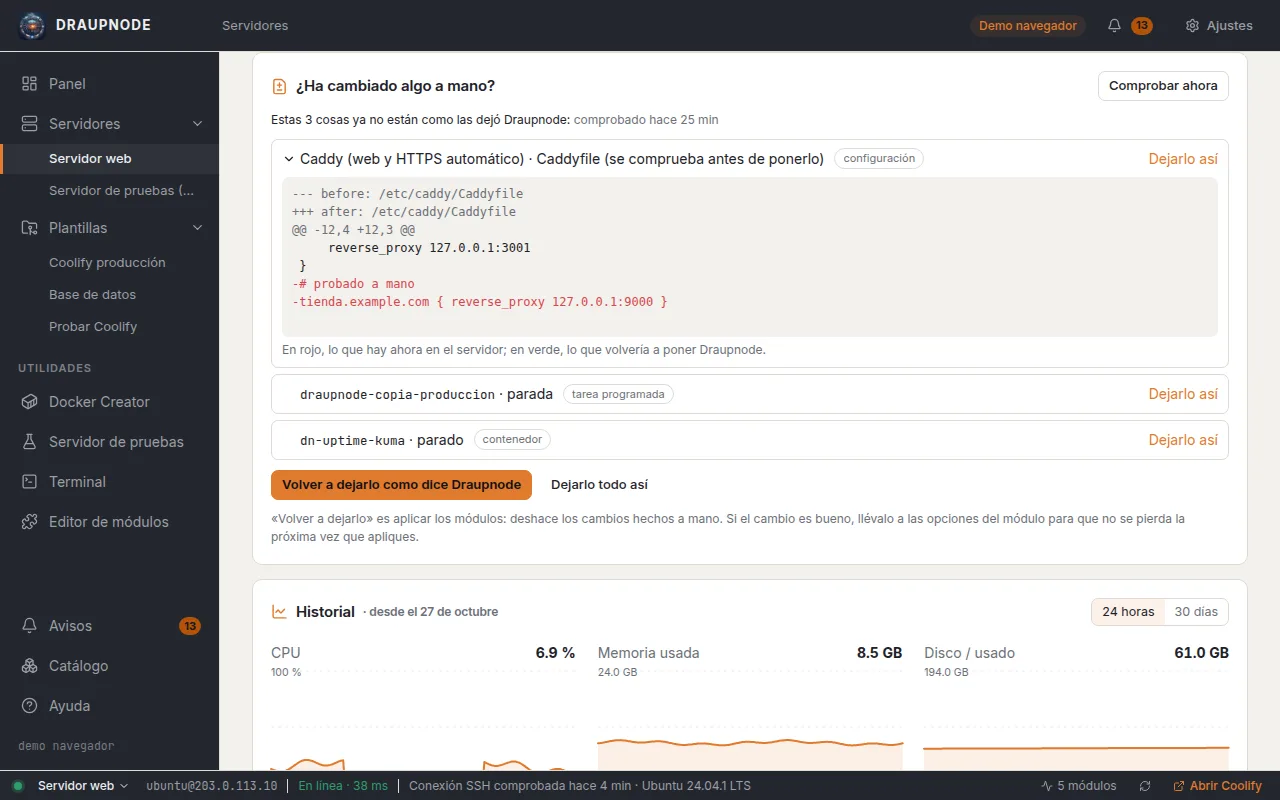 DRAUPNODE
Servidores
Demo navegador
13
Ajustes
Panel
Servidores
Servidor web
Servidor de pruebas (...
Plantillas
Coolify producción
Base de datos
Probar Coolify
UTILIDADES
Docker Creator
Servidor de pruebas
Terminal
Editor de módulos
Avisos
13
Catálogo
Ayuda
demo navegador
¿Ha cambiado algo a mano?
Comprobar ahora
Estas 3 cosas ya no están como las dejó Draupnode: comprobado hace 25 min
Caddy (web y HTTPS automático) · Caddyfile (se comprueba antes de ponerlo)
configuración
Dejarlo así
--- before: /etc/caddy/Caddyfile
+++ after: /etc/caddy/Caddyfile
@@ -12,4 +12,3 @@
reverse_proxy 127.0.0.1:3001
}
-# probado a mano
-tienda.example.com { reverse_proxy 127.0.0.1:9000 }
En rojo, lo que hay ahora en el servidor; en verde, lo que volvería a poner Draupnode.
draupnode-copia-produccion · parada
tarea programada
Dejarlo así
dn-uptime-kuma · parado
contenedor
Dejarlo así
Volver a dejarlo como dice Draupnode
Dejarlo todo así
«Volver a dejarlo» es aplicar los módulos: deshace los cambios hechos a mano. Si el cambio es bueno, llévalo a las opciones del módulo para que no se pierda la
próxima vez que apliques.
Historial · desde el 27 de octubre
24 horas
30 días
CPU
6.9 %
100 %
Memoria usada
8.5 GB
24.0 GB
Disco / usado
61.0 GB
194.0 GB
Servidor web
ubuntu@203.0.113.10
En línea · 38 ms
Conexión SSH comprobada hace 4 min · Ubuntu 24.04.1 LTS
5 módulos
Abrir Coolify